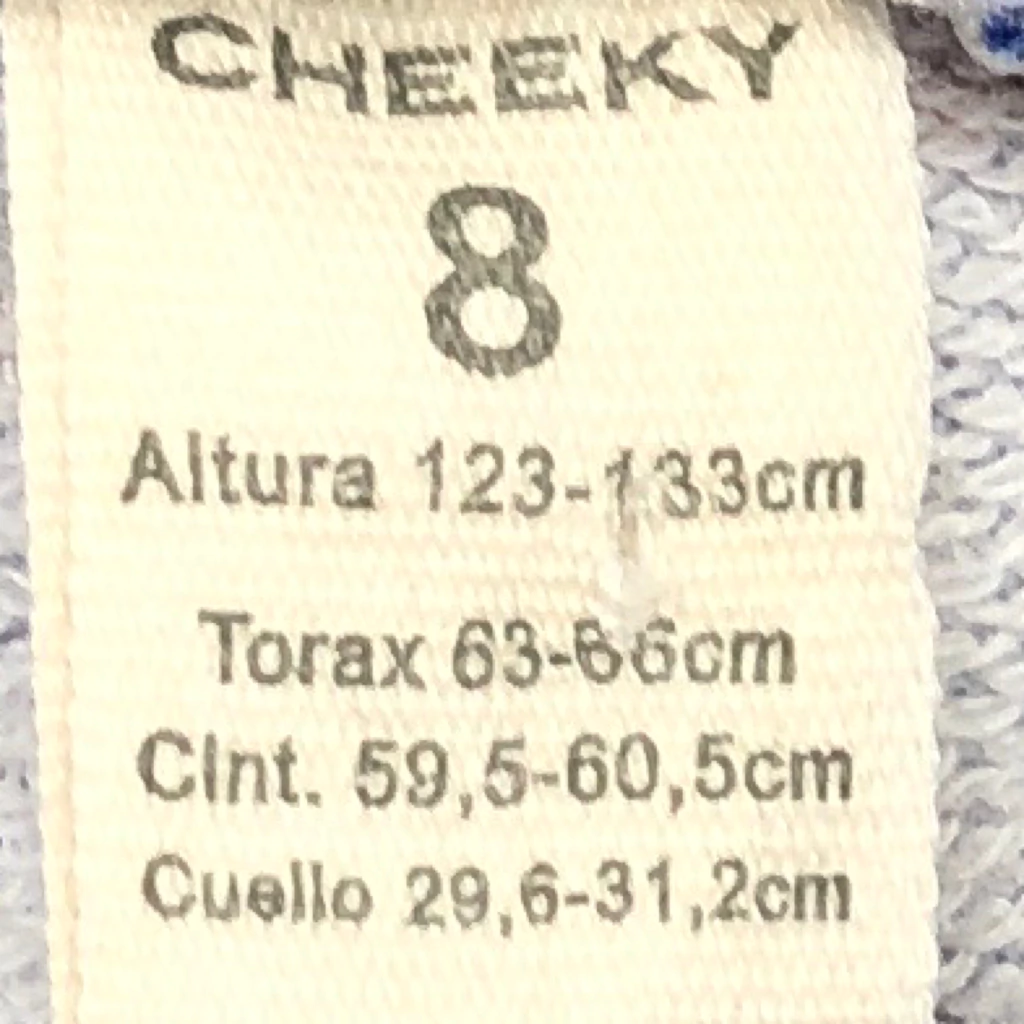 CHEEKY
8
Altura 123-133cm
Torax 63-66cm
Cint. 59,5-60,5cm
Cuello 29,6-31,2cm